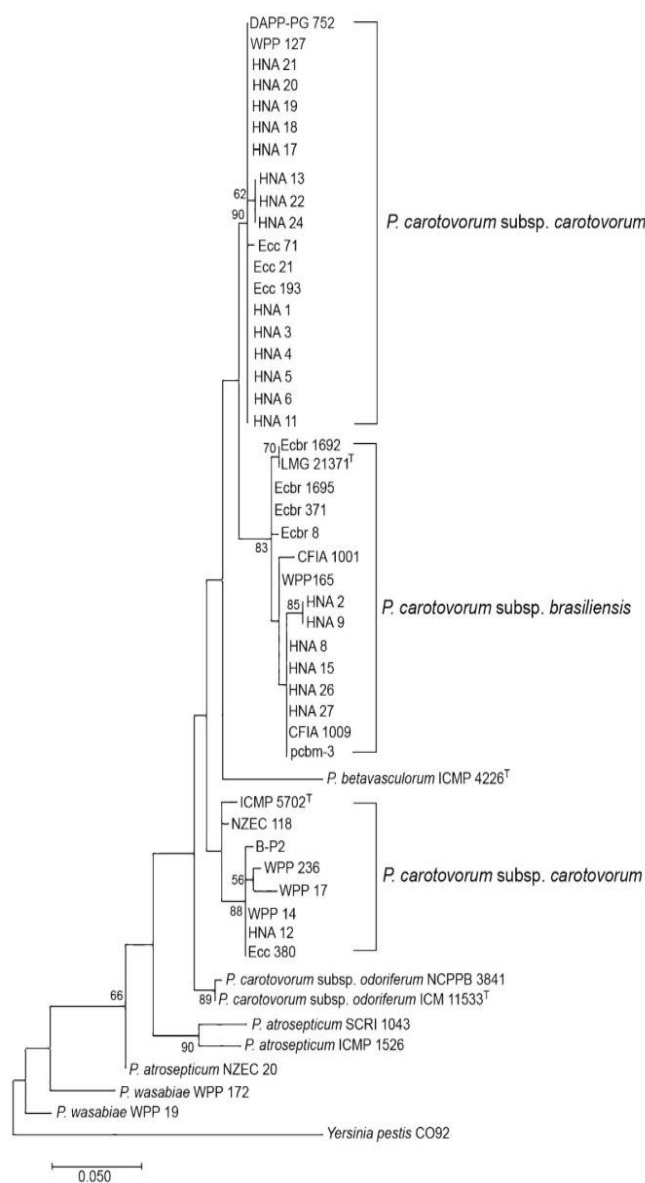 DAPP-PG 752
WPP 127
HNA 21
HNA 20
HNA 19
HNA 18
HNA 17
HNA 13
62
HNA 22
90
HNA 24
P. carotovorum subsp. carotovorum
Ecc 71
Ecc 21
Ecc 193
HNA 1
HNA 3
HNA 4
HNA 5
HNA 6
HNA 11
70
Ecbr 1692
LMG 21371T
Ecbr 1695
Ecbr 371
Ecbr 8
83
CFIA 1001
WPP165
85
HNA 2
P. carotovorum subsp. brasiliensis
HNA 9
HNA 8
HNA 15
HNA 26
HNA 27
CFIA 1009
pcbm-3
P. betavasculorum ICMP 4226T
ICMP 5702T
NZEC 118
B-P2
WPP 236
P. carotovorum subsp. carotovorum
56
WPP 17
88
WPP 14
HNA 12
Ecc 380
P. carotovorum subsp. odoriferum NCPPB 3841
89
P. carotovorum subsp. odoriferum ICM 11533T
66
P. atrosepticum SCRI 1043
90
P. atrosepticum ICMP 1526
P. atrosepticum NZEC 20
P. wasabiae WPP 172
P. wasabiae WPP 19
Yersinia pestis CO92
0.050